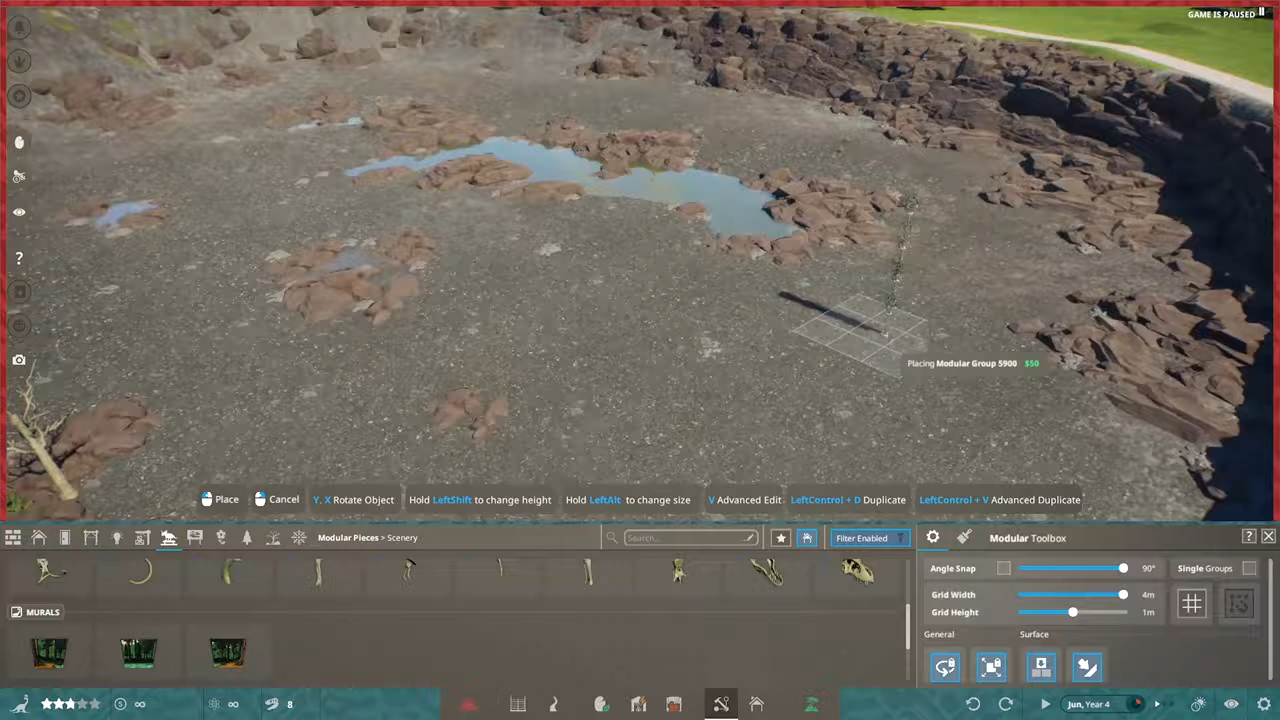 GAME IS PAUSED
?
Placing Modular Group 5900 $50
Place Cancel Y, X Rotate Object Hold LeftShift to change height Hold LeftAlt to change size V Advanced Edit LeftControl + D Duplicate LeftControl + V Advanced Duplicate
Modular Pieces > Scenery Search... Filter Enabled Modular Toolbox ?
Angle Snap 90° Single Groups
Grid Width 4m
Grid Height 1m
MURALS
General Surface
∞ ∞ 8 Jun, Year 4